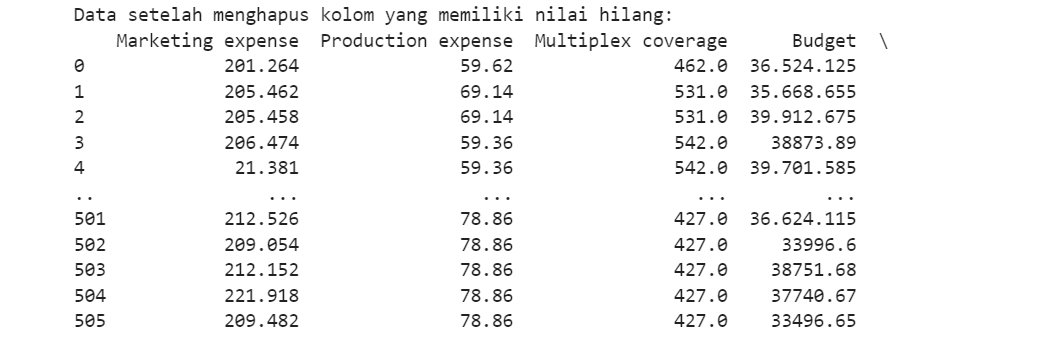 Data setelah menghapus kolom yang memiliki nilai hilang:
Marketing expense Production expense Multiplex coverage Budget \
0 201.264 59.62 462.0 36.524.125
1 205.462 69.14 531.0 35.668.655
2 205.458 69.14 531.0 39.912.675
3 206.474 59.36 542.0 38873.89
4 21.381 59.36 542.0 39.701.585
.. ... ... ... ...
501 212.526 78.86 427.0 36.624.115
502 209.054 78.86 427.0 33996.6
503 212.152 78.86 427.0 38751.68
504 221.918 78.86 427.0 37740.67
505 209.482 78.86 427.0 33496.65